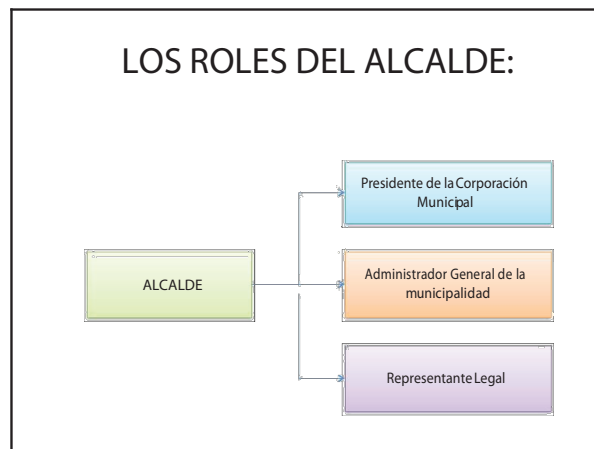 LOS ROLES DEL ALCALDE:
Presidente de la Corporación
Municipal
ALCALDE
Administrador General de la
municipalidad
Representante Legal